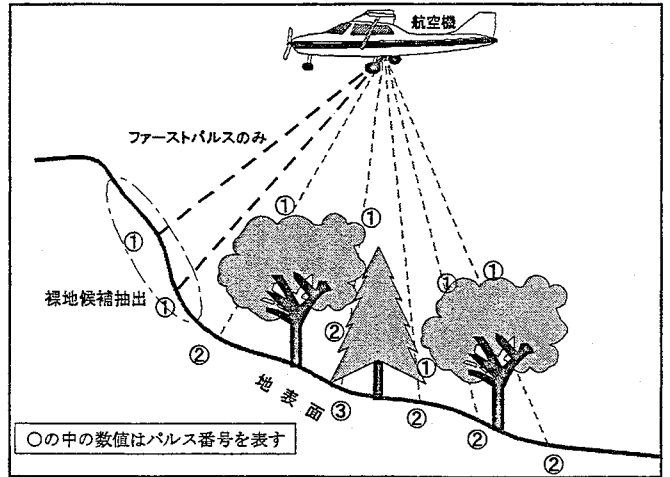 航空機
ファーストパルスのみ
①
①
①
①
①
裸地候補抽出
①
②
①
②
地表面
③
②
②
②
○の中の数値はパルス番号を表す